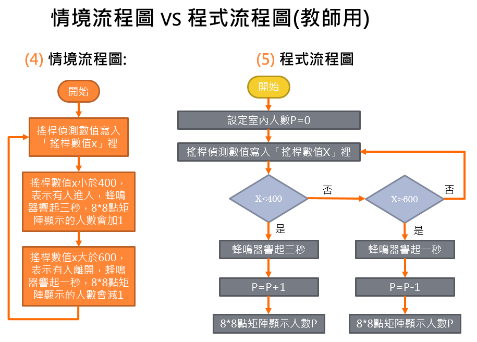 情境流程圖 vs 程式流程圖(教師用)
(4) 情境流程圖:
開始
搖桿偵測數值寫入
「搖桿數值x」裡
搖桿數值x小於400，
表示有人進入，蜂鳴
器響起三秒，8*8點矩
陣顯示的人數會加1
搖桿數值x大於600，
表示有人離開，蜂鳴
器響起一秒，8*8點矩
陣顯示的人數會減1
(5) 程式流程圖
開始
設定室內人數P=0
搖桿偵測數值寫入「搖桿數值X」裡
X<400
否
X>600
否
是
是
蜂鳴器響起三秒
蜂鳴器響起一秒
P=P+1
P=P-1
8*8點矩陣顯示人數P
8*8點矩陣顯示人數P